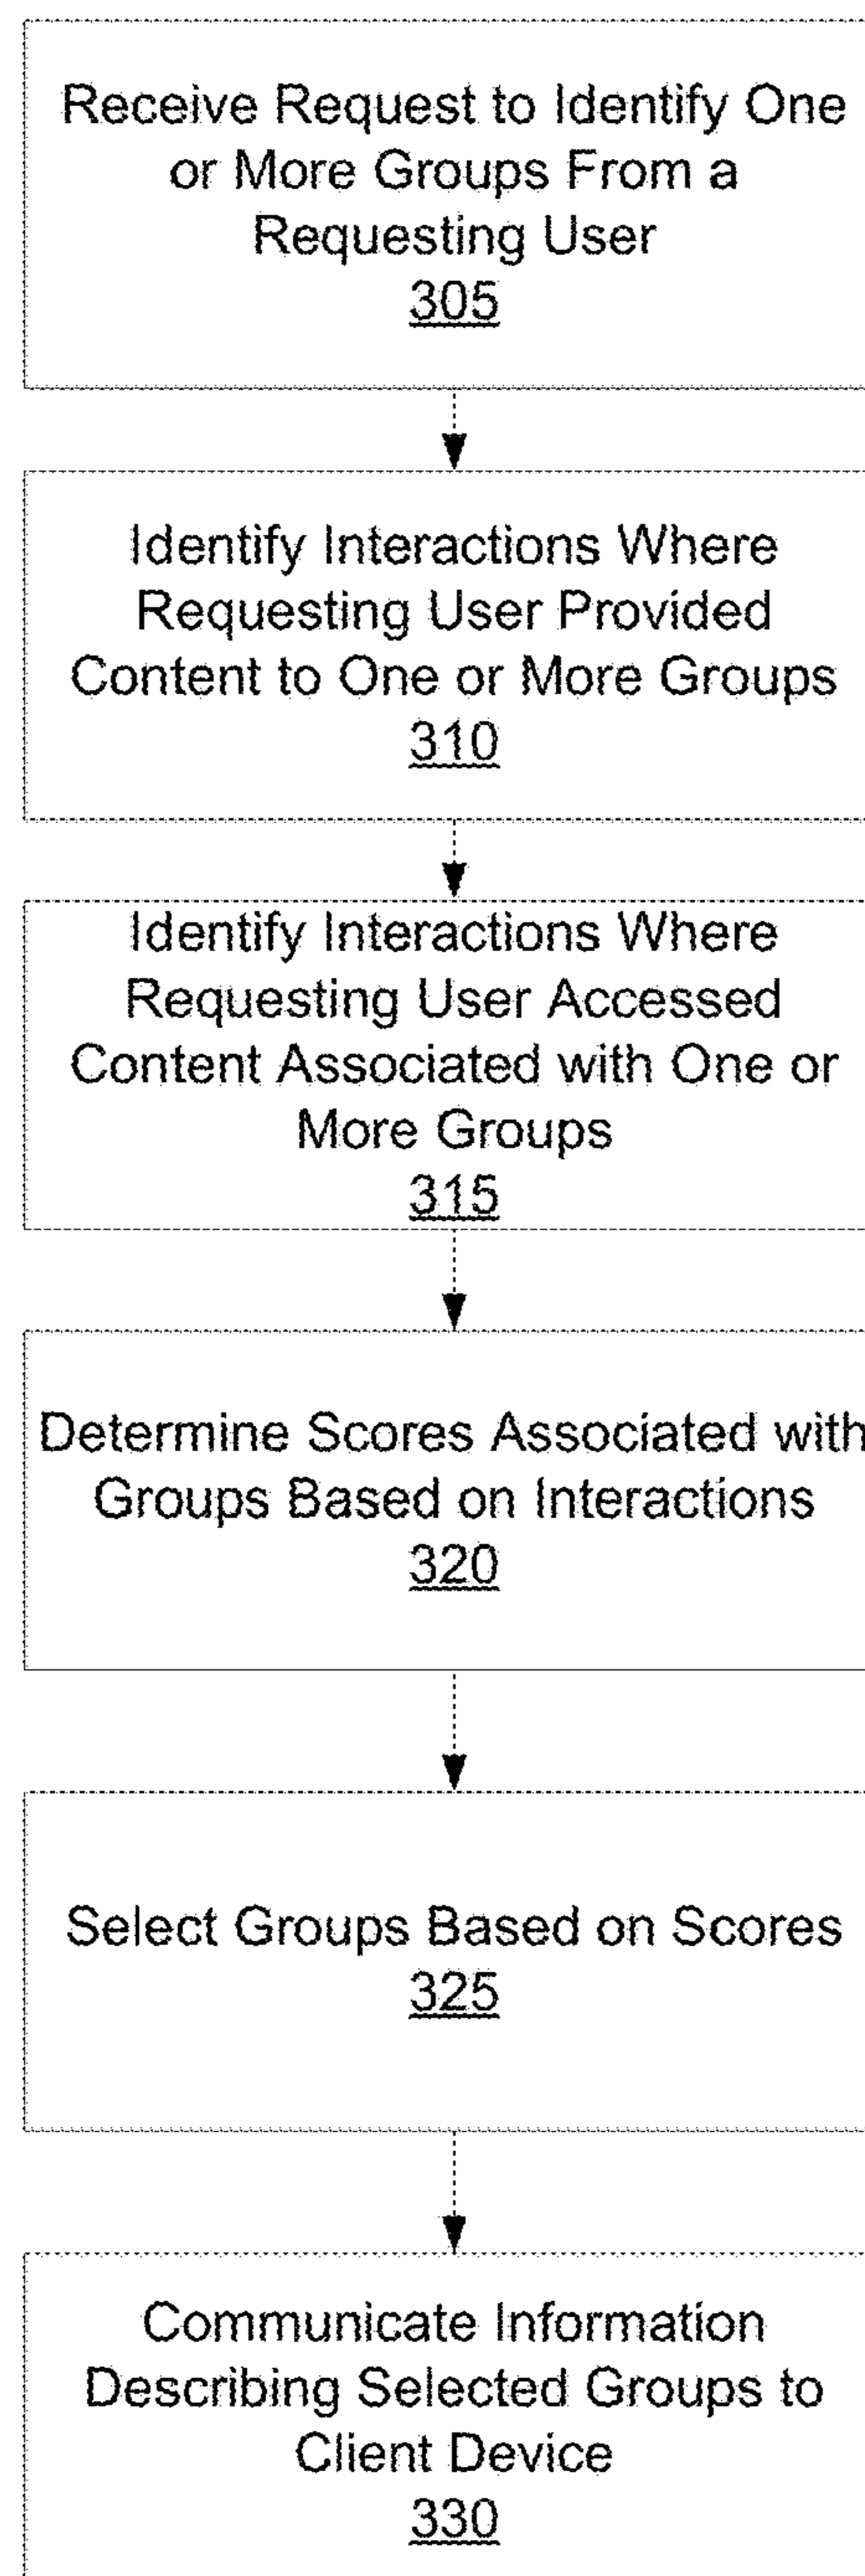 Receive Request to Identify One
or More Groups From a
Requesting User
305
Identify Interactions Where
Requesting User Provided
Content to One or More Groups
310
Identify Interactions Where
Requesting User Accessed
Content Associated with One or
More Groups
315
Determine Scores Associated with
Groups Based on Interactions
320
Select Groups Based on Scores
325
Communicate Information
Describing Selected Groups to
Client Device
330